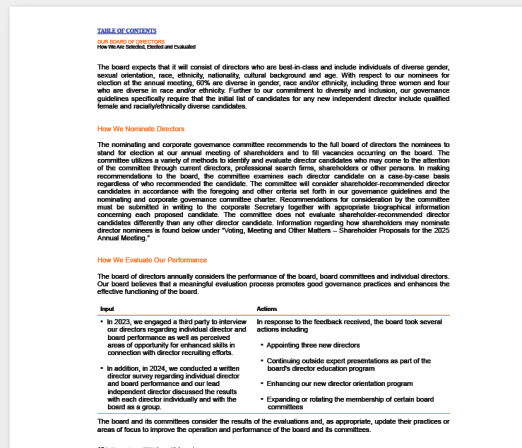 TABLE OF CONTENTS
OUR BOARD OF DIRECTORS
How We Are Selected, Elected and Evaluated
The board expects that it will consist of directors who are best-in-class and include individuals of diverse gender,
sexual orientation, race, ethnicity, nationality, cultural background and age. With respect to our nominees for
election at the annual meeting, 60% are diverse in gender, race and/or ethnicity, including three women and four
who are diverse in race and/or ethnicity. Further to our commitment to diversity and inclusion, our governance
guidelines specifically require that the initial list of candidates for any new independent director include qualified
female and racially/ethnically diverse candidates.
How We Nominate Directors
The nominating and corporate governance committee recommends to the full board of directors the nominees to
stand for election at our annual meeting of shareholders and to fill vacancies occurring on the board. The
committee utilizes a variety of methods to identify and evaluate director candidates who may come to the attention
of the committee through current directors, professional search firms, shareholders or other persons. In making
recommendations to the board, the committee examines each director candidate on a case-by-case basis
regardless of who recommended the candidate. The committee will consider shareholder-recommended director
candidates in accordance with the foregoing and other criteria set forth in our governance guidelines and the
nominating and corporate governance committee charter. Recommendations for consideration by the committee
must be submitted in writing to the corporate Secretary together with appropriate biographical information
concerning each proposed candidate. The committee does not evaluate shareholder-recommended director
candidates differently than any other director candidate. Information regarding how shareholders may nominate
director nominees is found below under "Voting, Meeting and Other Matters – Shareholder Proposals for the 2025
Annual Meeting."
How We Evaluate Our Performance
The board of directors annually considers the performance of the board, board committees and individual directors.
Our board believes that a meaningful evaluation process promotes good governance practices and enhances the
effective functioning of the board.
Input
• In 2023, we engaged a third party to interview
our directors regarding individual director and
board performance as well as perceived
areas of opportunity for enhanced skills in
connection with director recruiting efforts.
• In addition, in 2024, we conducted a written
director survey regarding individual director
and board performance and our lead
independent director discussed the results
with each director individually and with the
board as a group.
Actions
In response to the feedback received, the board took several
actions including
• Appointing three new directors
• Continuing outside expert presentations as part of the
board's director education program
• Enhancing our new director orientation program
• Expanding or rotating the membership of certain board
committees
The board and its committees consider the results of the evaluations and, as appropriate, update their practices or
areas of focus to improve the operation and performance of the board and its committees.